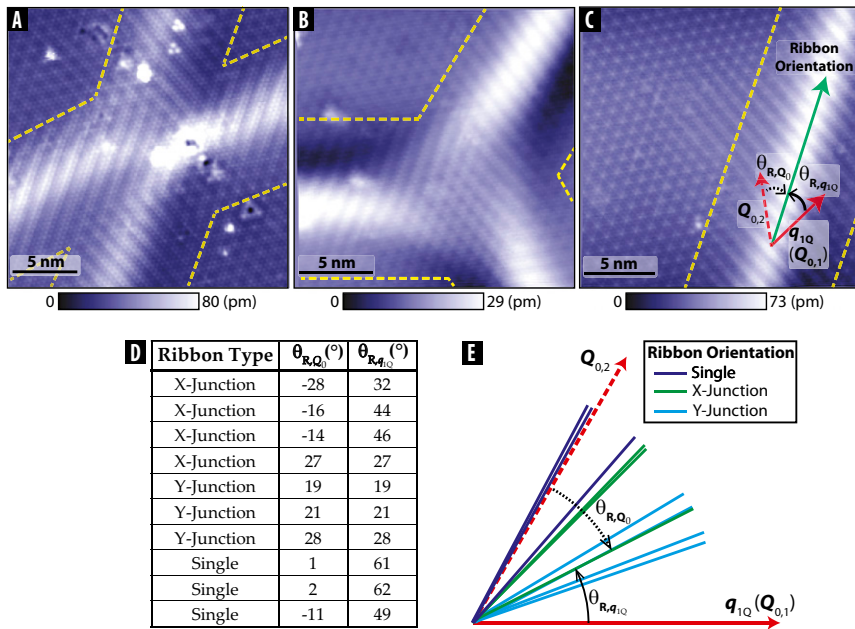 A
B
C
Ribbon
Orientation
θR,Q0
θR,q1Q
Q0,2
q1Q
(Q0,1)
5 nm
5 nm
5 nm
0 80 (pm)
0 29 (pm)
0 73 (pm)
D
Ribbon Type θR,Q0(°) θR,q1Q(°)
X-Junction -28 32
X-Junction -16 44
X-Junction -14 46
X-Junction 27 27
Y-Junction 19 19
Y-Junction 21 21
Y-Junction 28 28
Single 1 61
Single 2 62
Single -11 49
E
Q0,2
Ribbon Orientation
Single
X-Junction
Y-Junction
θR,Q0
θR,q1Q
q1Q (Q0,1)